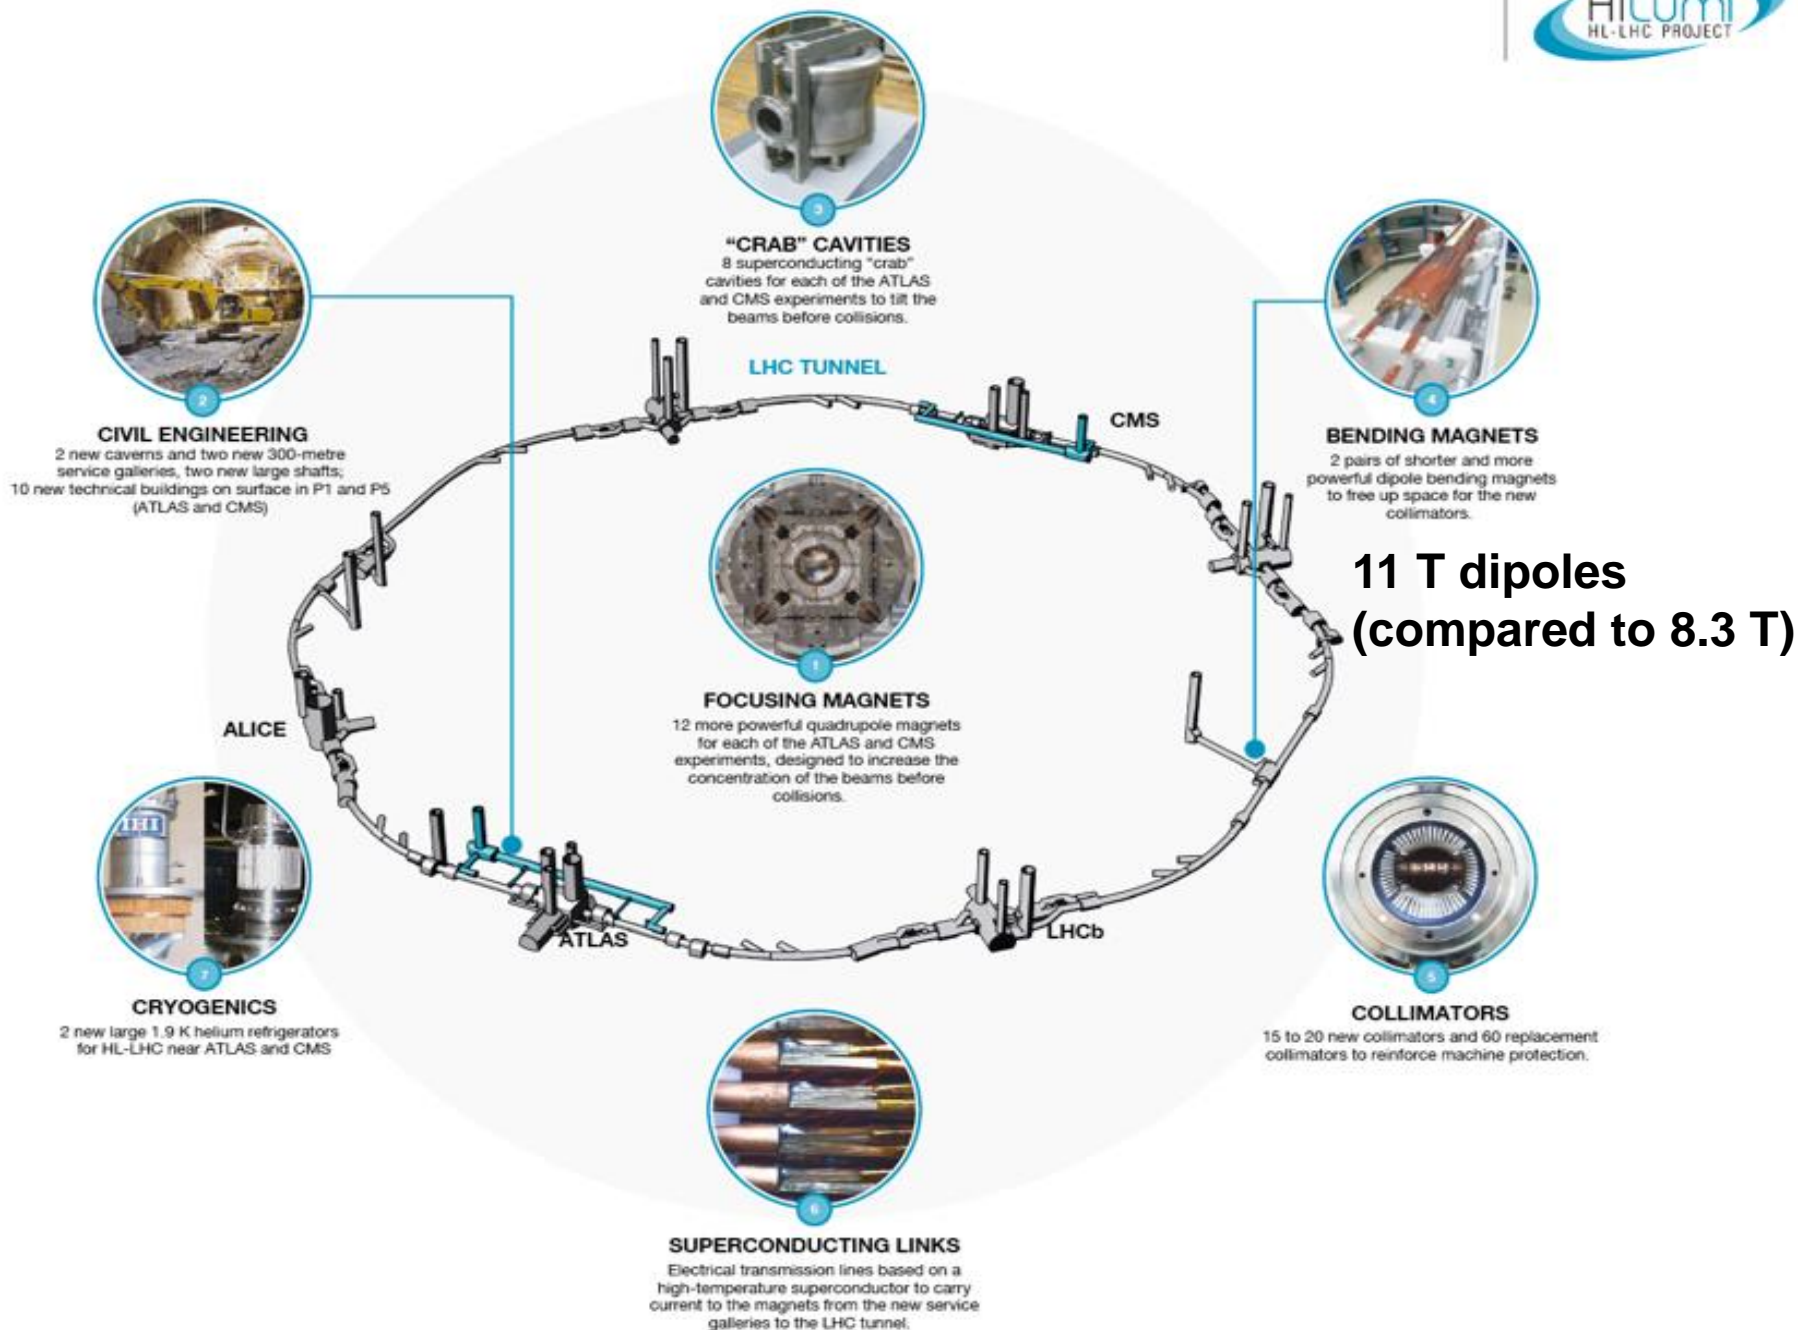 HILUMI
HL-LHC PROJECT
3
"CRAB" CAVITIES
8 superconducting "crab"
cavities for each of the ATLAS
and CMS experiments to tilt the
beams before collisions.
2
CIVIL ENGINEERING
2 new caverns and two new 300-metre
service galleries, two new large shafts;
10 new technical buildings on surface in P1 and P5
(ATLAS and CMS)
LHC TUNNEL
CMS
4
BENDING MAGNETS
2 pairs of shorter and more
powerful dipole bending magnets
to free up space for the new
collimators.
11 T dipoles
(compared to 8.3 T)
1
FOCUSING MAGNETS
12 more powerful quadrupole magnets
for each of the ATLAS and CMS
experiments, designed to increase the
concentration of the beams before
collisions.
ALICE
ATLAS
LHCb
IHI
7
CRYOGENICS
2 new large 1.9 K helium refrigerators
for HL-LHC near ATLAS and CMS
5
COLLIMATORS
15 to 20 new collimators and 60 replacement
collimators to reinforce machine protection.
6
SUPERCONDUCTING LINKS
Electrical transmission lines based on a
high-temperature superconductor to carry
current to the magnets from the new service
galleries to the LHC tunnel.